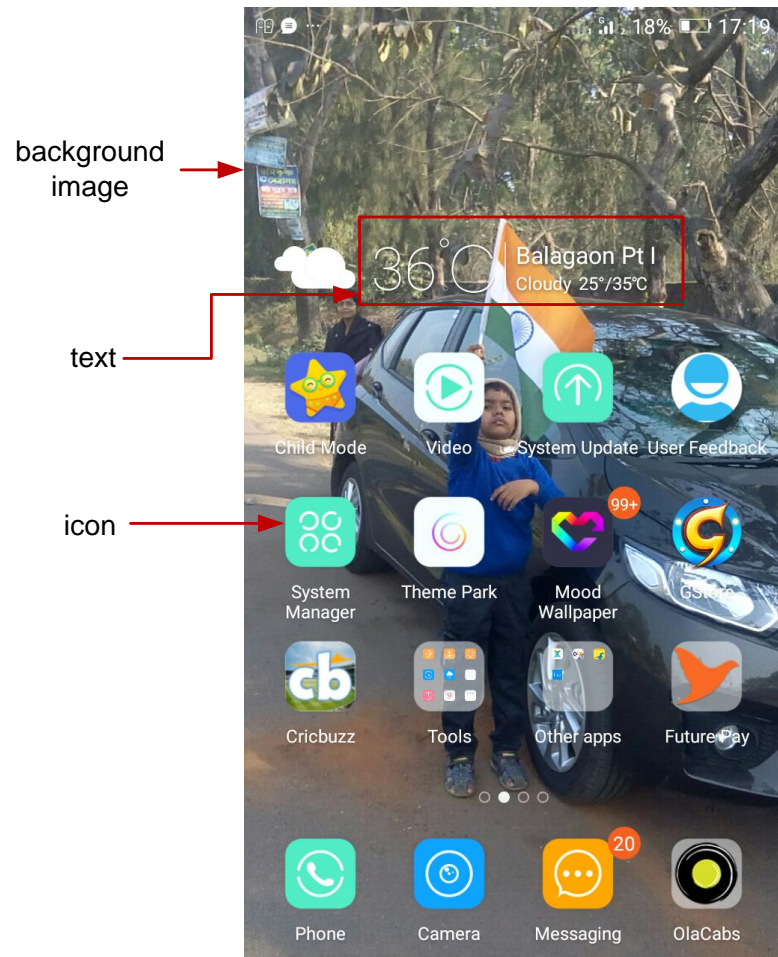 18% 17:19
background
image
36°C Balagaon Pt I
Cloudy 25°/35℃
text
Child Mode Video System Update User Feedback
icon
99+
System Theme Park Mood GStore
Manager Wallpaper
cb
Cricbuzz Tools Other apps Future Pay
20
Phone Camera Messaging OlaCabs